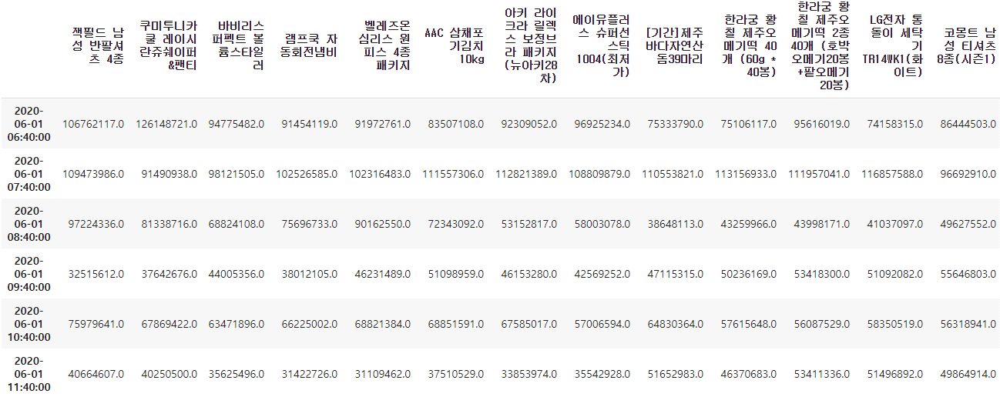 잭필드 남성 반팔셔츠 4종
쿠미투니카 쿨 레이시 란쥬쉐이퍼&팬티
바비리스 퍼펙트 볼륨스타일러
램프쿡 자동회전냄비
벨레즈온 심리스 원피스 4종 패키지
AAC 삼채포기김치 10kg
아키 라이크라 릴렉스 보정브라 패키지(뉴아키28차)
에이유플러스 슈퍼선스틱 1004(최저가)
[기간]제주바다자연산돔39마리
한라궁 황칠 제주오메기떡 40개 (60g * 40봉)
한라궁 황칠 제주오메기떡 2종 40개 (호박오메기20봉+팥오메기20봉)
LG전자 통돌이 세탁기 TR14WK1(화이트)
코몽트 남성 티셔츠 8종(시즌1)
2020-06-01 06:40:00 106762117.0 126148721.0 94775482.0 91454119.0 91972761.0 83507108.0 92309052.0 96925234.0 75333790.0 75106117.0 95616019.0 74158315.0 86444503.0
2020-06-01 07:40:00 109473986.0 91490938.0 98121505.0 102526585.0 102316483.0 111557306.0 112821389.0 108809879.0 110553821.0 113156933.0 111957041.0 116857588.0 96692910.0
2020-06-01 08:40:00 97224336.0 81338716.0 68824108.0 75696733.0 90162550.0 72343092.0 53152817.0 58003078.0 38648113.0 43259966.0 43998171.0 41037097.0 49627552.0
2020-06-01 09:40:00 32515612.0 37642676.0 44005356.0 38012105.0 46231489.0 51098959.0 46153280.0 42569252.0 47115315.0 50236169.0 53418300.0 51092082.0 55646803.0
2020-06-01 10:40:00 75979641.0 67869422.0 63471896.0 66225002.0 68821384.0 68851591.0 67585017.0 57006594.0 64830364.0 57615648.0 56087529.0 58350519.0 56318941.0
2020-06-01 11:40:00 40664607.0 40250500.0 35625496.0 31422726.0 31109462.0 37510529.0 33853974.0 35542928.0 51652983.0 46370683.0 53411336.0 51496892.0 49864914.0